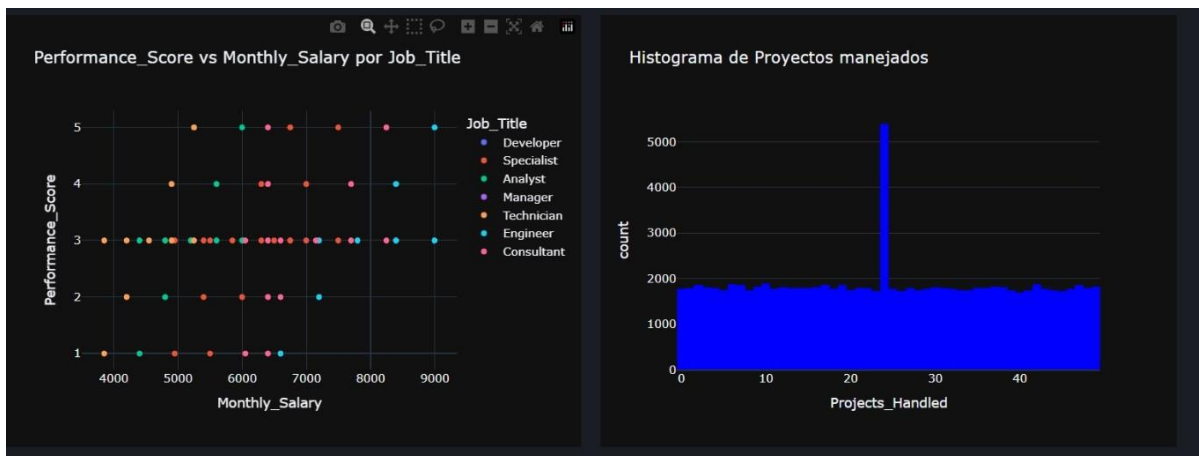 Performance_Score vs Monthly_Salary por Job_Title
5
4
3
2
1
Performance_Score
4000 5000 6000 7000 8000 9000
Monthly_Salary
Job_Title
Developer
Specialist
Analyst
Manager
Technician
Engineer
Consultant
Histograma de Proyectos manejados
5000
4000
3000
2000
1000
0
count
0 10 20 30 40
Projects_Handled